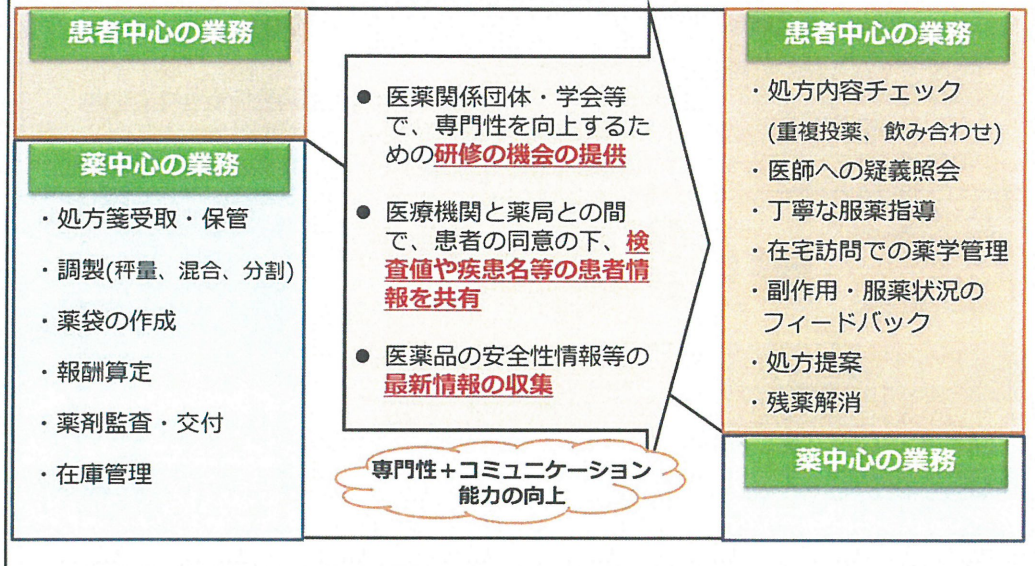 患者中心の業務
薬中心の業務
・処方箋受取・保管
・調製(秤量、混合、分割)
・薬袋の作成
・報酬算定
・薬剤監査・交付
・在庫管理
● 医薬関係団体・学会等
で、専門性を向上するた
めの研修の機会の提供
● 医療機関と薬局との間
で、患者の同意の下、検
査値や疾患名等の患者情
報を共有
● 医薬品の安全性情報等の
最新情報の収集
専門性＋コミュニケーション
能力の向上
患者中心の業務
・処方内容チェック
(重複投薬、飲み合わせ)
・医師への疑義照会
・丁寧な服薬指導
・在宅訪問での薬学管理
・副作用・服薬状況の
フィードバック
・処方提案
・残薬解消
薬中心の業務